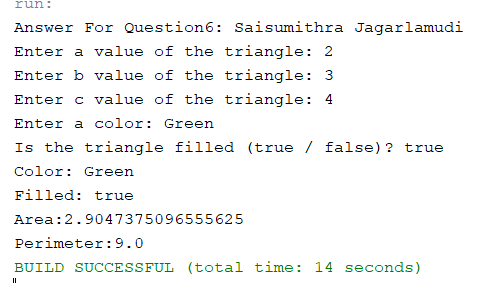 run:
Answer For Question6: Saisumithra Jagarlamudi
Enter a value of the triangle: 2
Enter b value of the triangle: 3
Enter c value of the triangle: 4
Enter a color: Green
Is the triangle filled (true / false)? true
Color: Green
Filled: true
Area:2.9047375096555625
Perimeter:9.0
BUILD SUCCESSFUL (total time: 14 seconds)